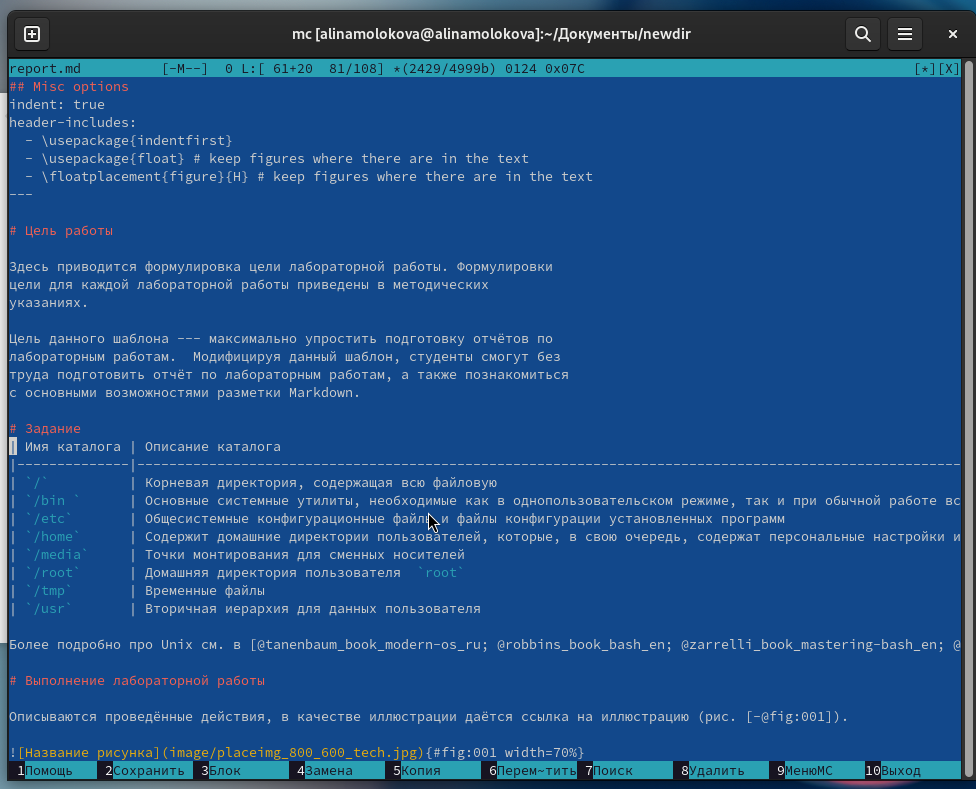 mc [alinamolokova@alinamolokova]:~/Документы/newdir
report.md [-M--] 0 L:[ 61+20 81/108] *(2429/4999b) 0124 0x07C [*][X]
## Misc options
indent: true
header-includes:
  - \usepackage{indentfirst}
  - \usepackage{float} # keep figures where there are in the text
  - \floatplacement{figure}{H} # keep figures where there are in the text
---
# Цель работы
Здесь приводится формулировка цели лабораторной работы. Формулировки
цели для каждой лабораторной работы приведены в методических
указаниях.
Цель данного шаблона --- максимально упростить подготовку отчётов по
лабораторным работам.  Модифицируя данный шаблон, студенты смогут без
труда подготовить отчёт по лабораторным работам, а также познакомиться
с основными возможностями разметки Markdown.
# Задание
| Имя каталога | Описание каталога
|--------------|-------------------------------------------------------------------------------------------------------
| `/`          | Корневая директория, содержащая всю файловую
| `/bin `      | Основные системные утилиты, необходимые как в однопользовательском режиме, так и при обычной работе вс
| `/etc`       | Общесистемные конфигурационные файлы и файлы конфигурации установленных программ
| `/home`      | Содержит домашние директории пользователей, которые, в свою очередь, содержат персональные настройки и
| `/media`     | Точки монтирования для сменных носителей
| `/root`      | Домашняя директория пользователя  `root`
| `/tmp`       | Временные файлы
| `/usr`       | Вторичная иерархия для данных пользователя
Более подробно про Unix см. в [@tanenbaum_book_modern-os_ru; @robbins_book_bash_en; @zarrelli_book_mastering-bash_en; @
# Выполнение лабораторной работы
Описываются проведённые действия, в качестве иллюстрации даётся ссылка на иллюстрацию (рис. [-@fig:001]).
![Название рисунка](image/placeimg_800_600_tech.jpg){#fig:001 width=70%}
1Помощь 2Сохранить 3Блок 4Замена 5Копия 6Перем~тить 7Поиск 8Удалить 9МенюМС 10Выход